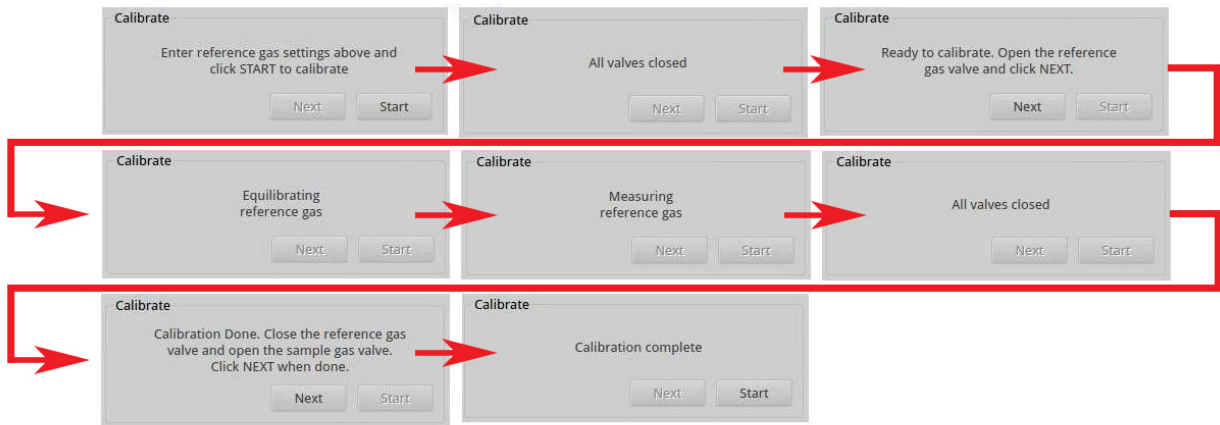 Calibrate
Enter reference gas settings above and
click START to calibrate
Next Start
Calibrate
All valves closed
Next Start
Calibrate
Ready to calibrate. Open the reference
gas valve and click NEXT.
Next Start
Calibrate
Equilibrating
reference gas
Next Start
Calibrate
Measuring
reference gas
Next Start
Calibrate
All valves closed
Next Start
Calibrate
Calibration Done. Close the reference gas
valve and open the sample gas valve.
Click NEXT when done.
Next Start
Calibrate
Calibration complete
Next Start